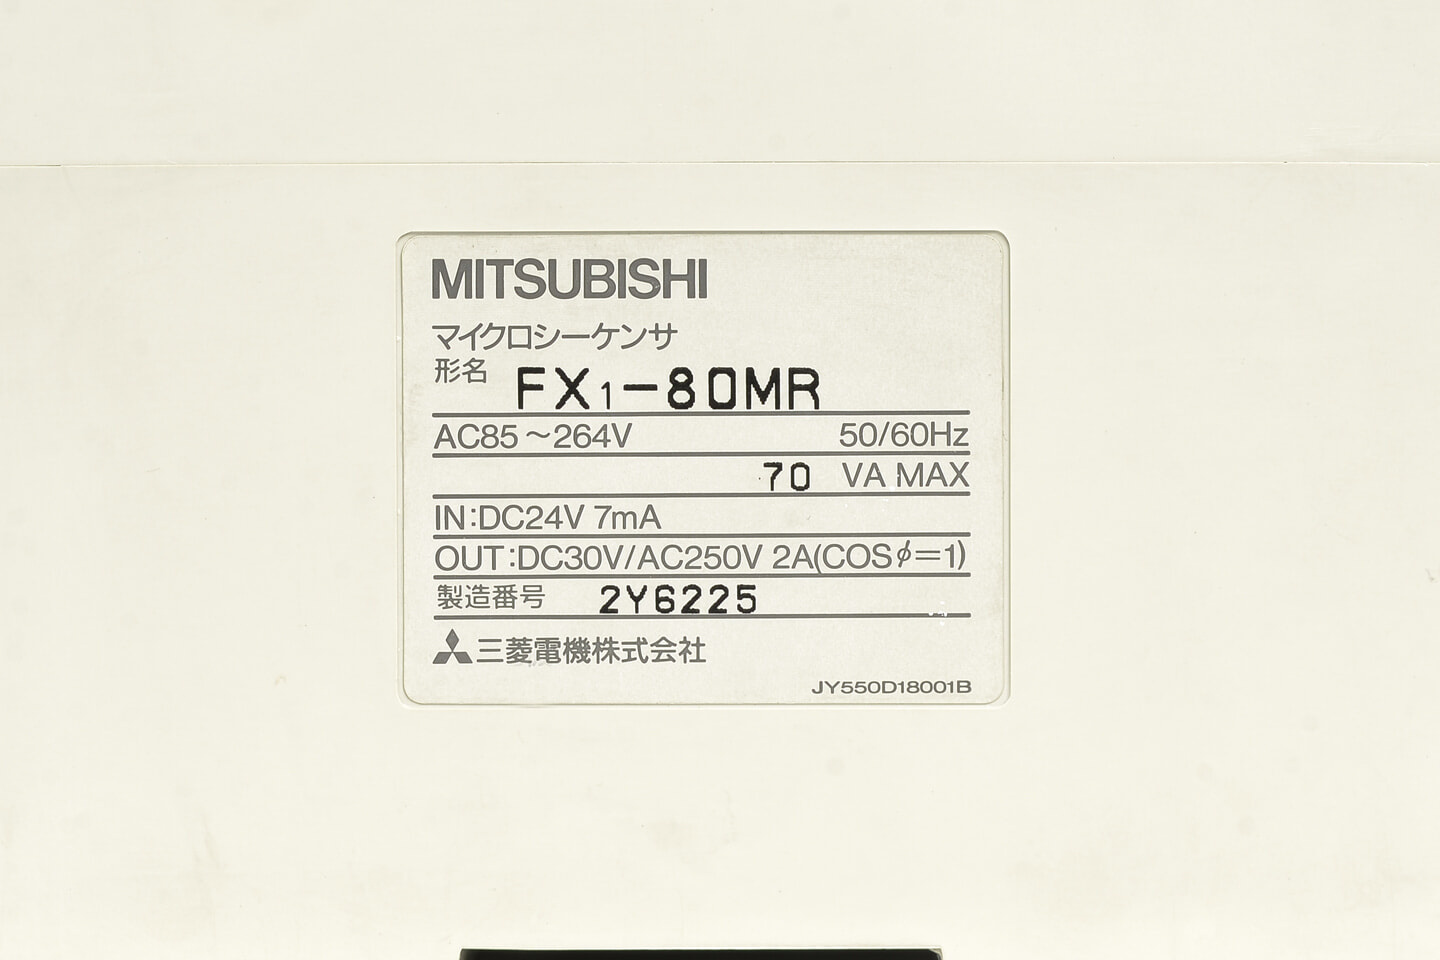 MITSUBISHI
マイクロシーケンサ
形名 FX1-80MR
AC85～264V 50/60Hz
70 VA MAX
IN:DC24V 7mA
OUT:DC30V/AC250V 2A(COSφ=1)
製造番号 2Y6225
三菱電機株式会社
JY550D18001B